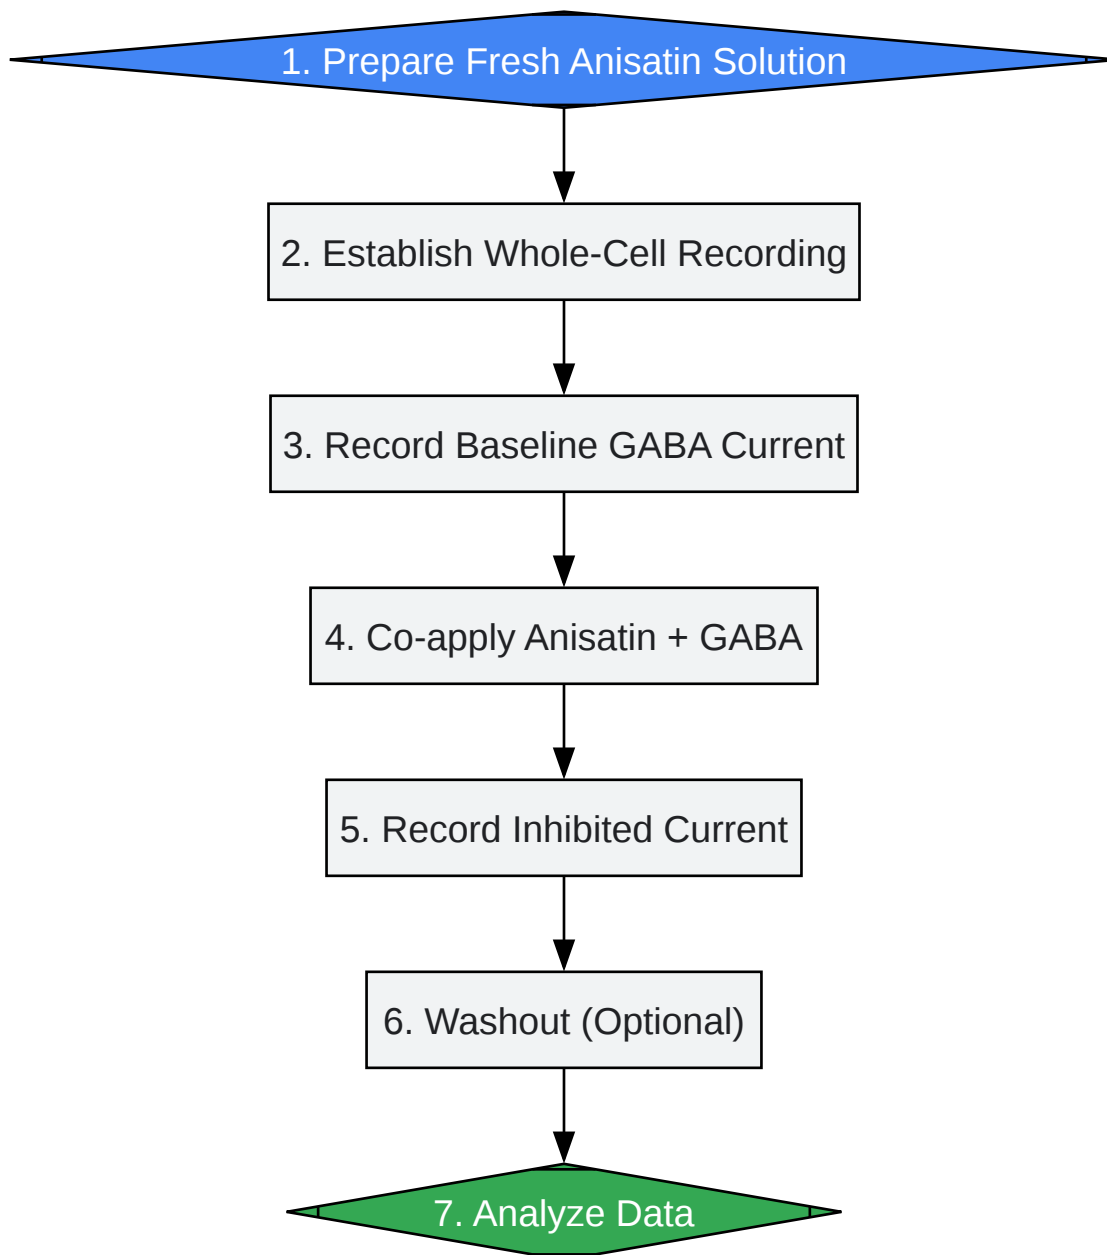 1. Prepare Fresh Anisatin Solution
2. Establish Whole-Cell Recording
3. Record Baseline GABA Current
4. Co-apply Anisatin + GABA
5. Record Inhibited Current
6. Washout (Optional)
7. Analyze Data